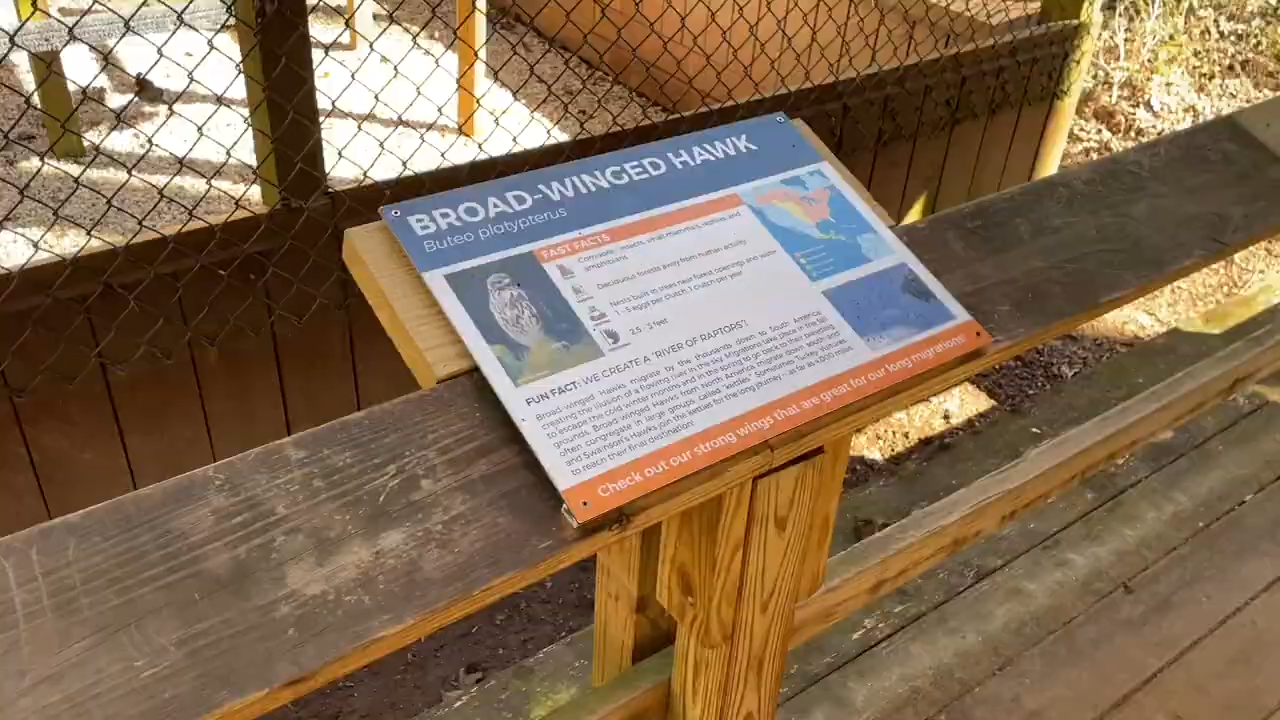 BROAD-WINGED HAWK
Buteo platypterus
FAST FACTS
Carnivore: insects, small mammals, reptiles and
amphibians
Deciduous forests away from human activity
Nests built in trees near forest openings and water
1 - 5 eggs per clutch, 1 clutch per year
2.5 - 3 feet
FUN FACT: WE CREATE A "RIVER OF RAPTORS"!
Broad-winged Hawks migrate by the thousands down to South America,
creating the illusion of a flowing river in the sky. Migrations take place in the fall
to escape the cold winter months and in the spring to go back to their breeding
grounds. Broad-winged Hawks from North America migrate down south and
often congregate in large groups, called "kettles". Sometimes Turkey Vultures
and Swainson's Hawks join the kettles for the long journey - as far as 4,000 miles
to reach their final destination!
Check out our strong wings that are great for our long migrations!